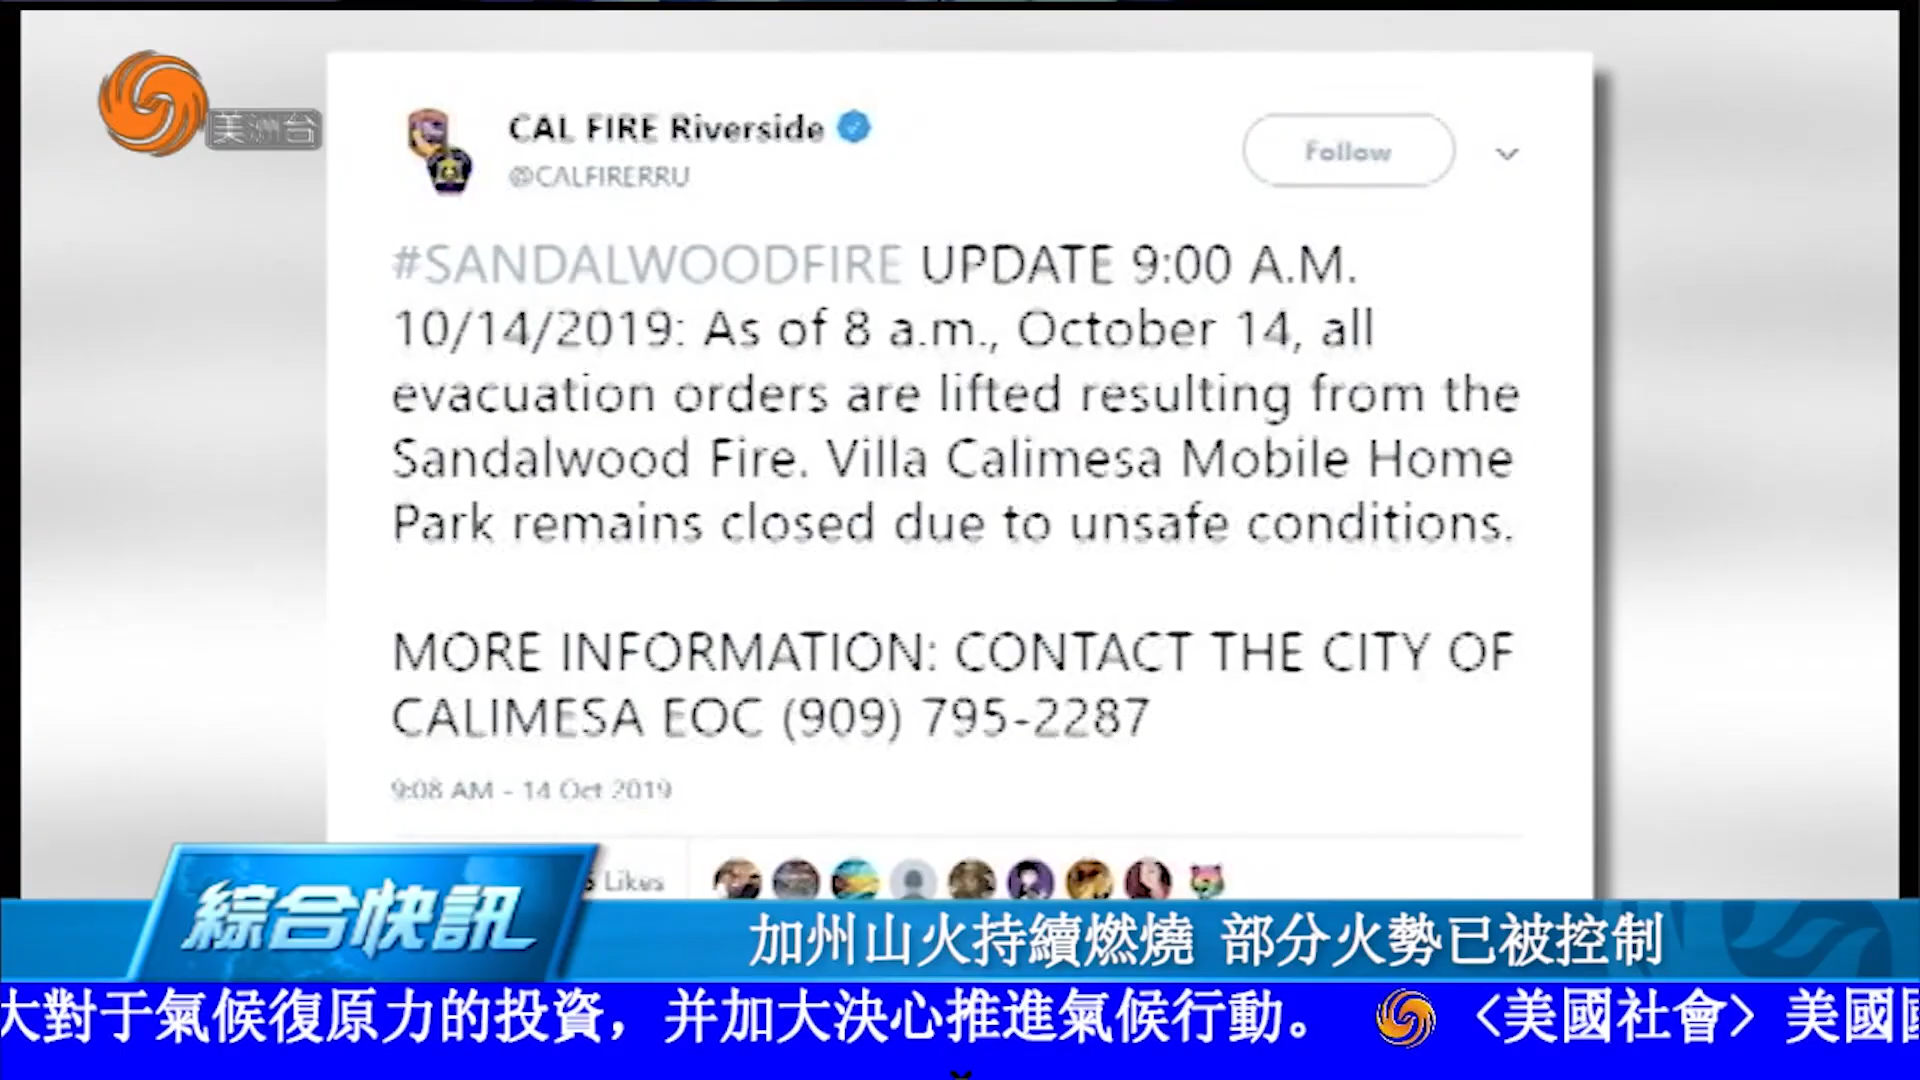 美洲台
CAL FIRE Riverside
@CALFIRERRU
Follow
#SANDALWOODFIRE UPDATE 9:00 A.M.
10/14/2019: As of 8 a.m., October 14, all
evacuation orders are lifted resulting from the
Sandalwood Fire. Villa Calimesa Mobile Home
Park remains closed due to unsafe conditions.
MORE INFORMATION: CONTACT THE CITY OF
CALIMESA EOC (909) 795-2287
9:08 AM - 14 Oct 2019
Likes
綜合快訊
加州山火持續燃燒 部分火勢已被控制
大對于氣候復原力的投資，并加大決心推進氣候行動。 〈美國社會〉 美國